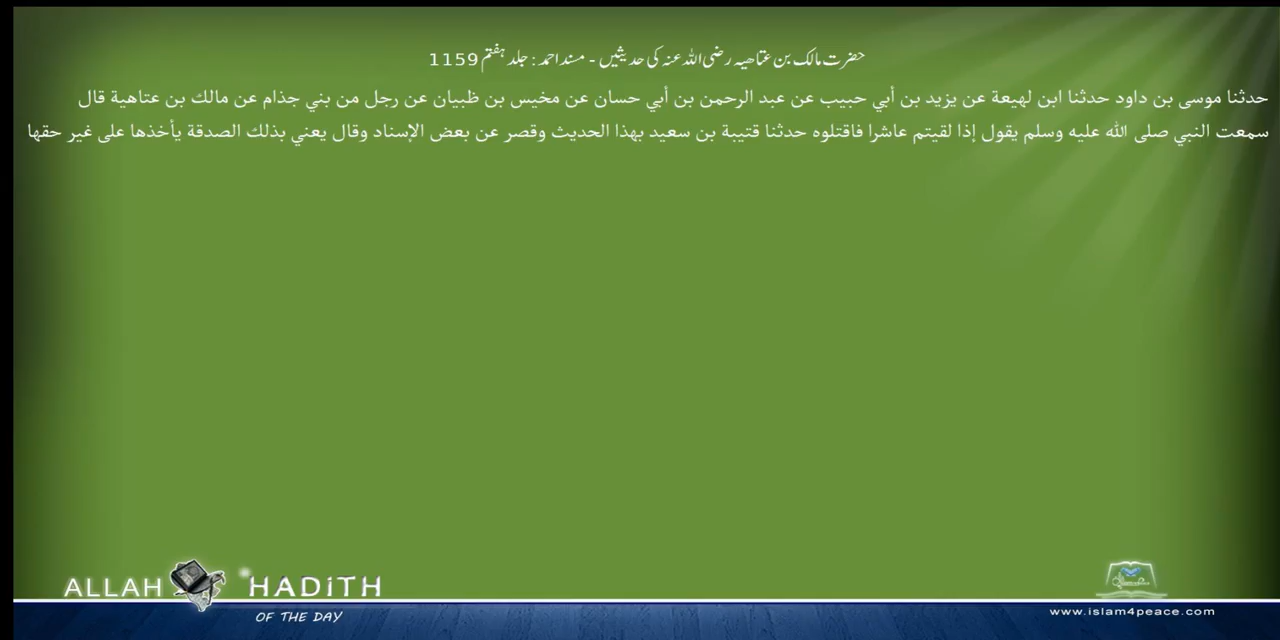 حضرت مالک بن عتاھیہ رضی اللہ عنہ کی حدیثیں - مسند احمد : جلد ہفتم 1159
حدثنا موسى بن داود حدثنا ابن لهيعة عن يزيد بن أبي حبيب عن عبد الرحمن بن أبي حسان عن مخيس بن ظبيان عن رجل من بني جذام عن مالك بن عتاهية قال
سمعت النبي صلى الله عليه وسلم يقول إذا لقيتم عاشرا فاقتلوه حدثنا قتيبة بن سعيد بهذا الحديث وقصر عن بعض الإسناد وقال يعني بذلك الصدقة يأخذها على غير حقها
ALLAH HADITH
OF THE DAY
www.islam4peace.com